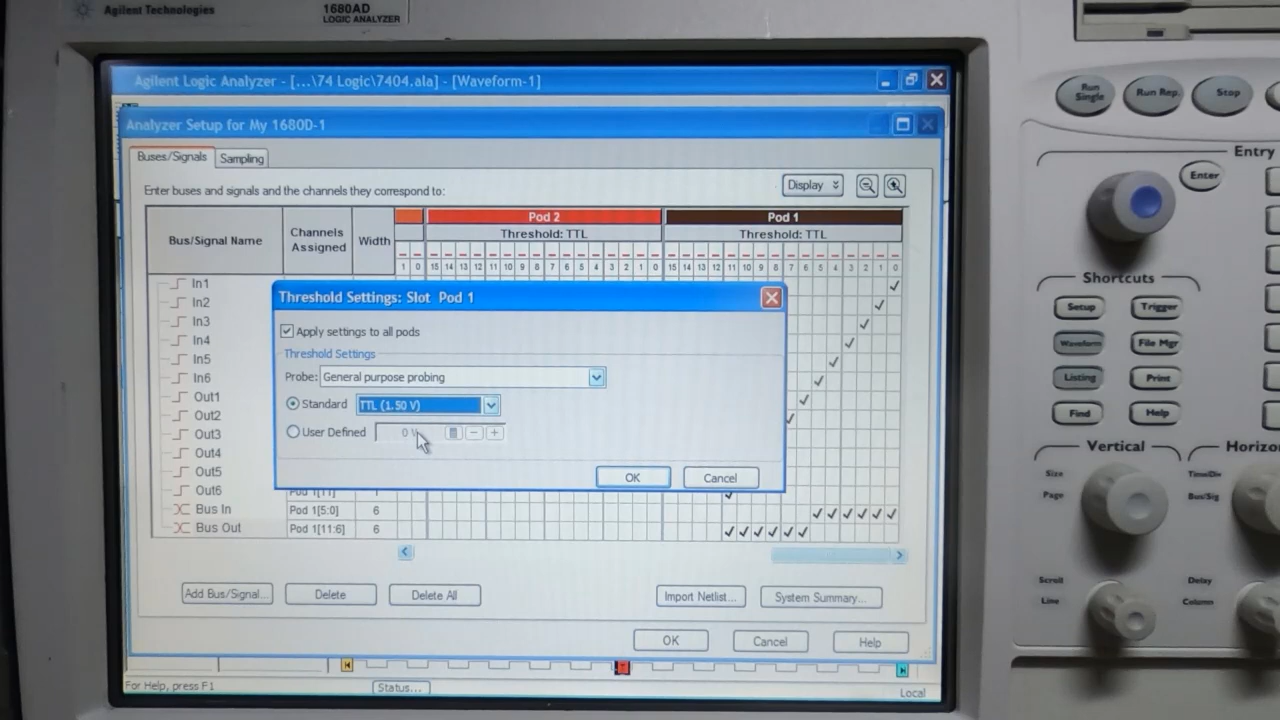 Agilent Technologies
1680AD
LOGIC ANALYZER
Agilent Logic Analyzer - [...\74 Logic\7404.ala] - [Waveform-1]
Analyzer Setup for My 1680D-1
Buses/Signals Sampling
Enter buses and signals and the channels they correspond to:
Display
Bus/Signal Name
Channels Assigned
Width
Pod 2
Threshold: TTL
Pod 1
Threshold: TTL
1 0 15 14 13 12 11 10 9 8 7 6 5 4 3 2 1 0 15 14 13 12 11 10 9 8 7 6 5 4 3 2 1 0
In1
In2
In3
In4
In5
In6
Out1
Out2
Out3
Out4
Out5
Out6 Pod 1[11] 1
Bus In Pod 1[5:0] 6
Bus Out Pod 1[11:6] 6
Threshold Settings: Slot Pod 1
Apply settings to all pods
Threshold Settings
Probe: General purpose probing
Standard TTL (1.50 V)
User Defined 0 V
OK Cancel
Add Bus/Signal... Delete Delete All Import Netlist... System Summary...
OK Cancel Help
For Help, press F1
Status...
Local
Run Single
Run Rep.
Stop
Entry
Enter
Shortcuts
Setup Trigger
Waveform File Mgr
Listing Print
Find Help
Vertical
Horizo
Size
Page
Time/Div
Bus/Sig
Scroll
Line
Delay
Column